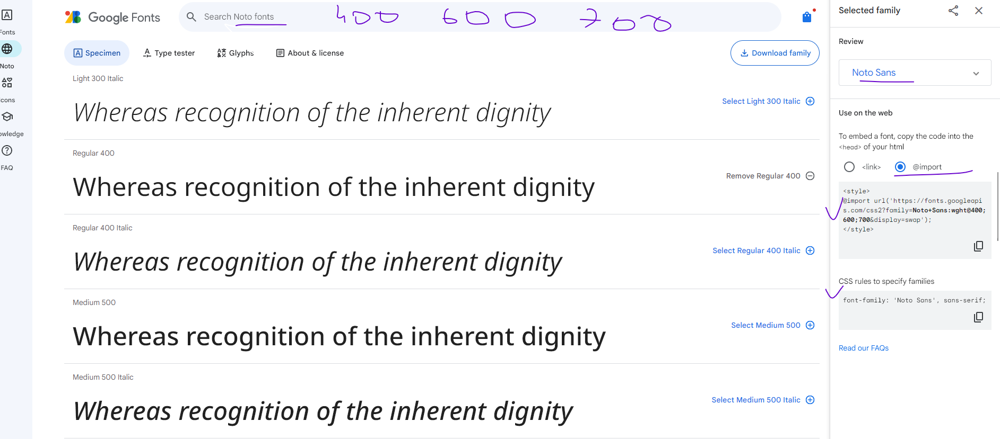 Fonts
Noto
Icons
owledge
FAQ
Google Fonts
Search Noto fonts
400 600 700
Specimen
Type tester
Glyphs
About & license
Download family
Light 300 Italic
Whereas recognition of the inherent dignity
Select Light 300 Italic
Regular 400
Whereas recognition of the inherent dignity
Remove Regular 400
Regular 400 Italic
Whereas recognition of the inherent dignity
Select Regular 400 Italic
Medium 500
Whereas recognition of the inherent dignity
Select Medium 500
Medium 500 Italic
Whereas recognition of the inherent dignity
Select Medium 500 Italic
Selected family
Review
Noto Sans
Use on the web
To embed a font, copy the code into the
<head> of your html
<link>
@import
<style>
@import url('https://fonts.googleapi
s.com/css2?family=Noto+Sans:wght@400;
600;700&display=swap');
</style>
CSS rules to specify families
font-family: 'Noto Sans', sans-serif;
Read our FAQs